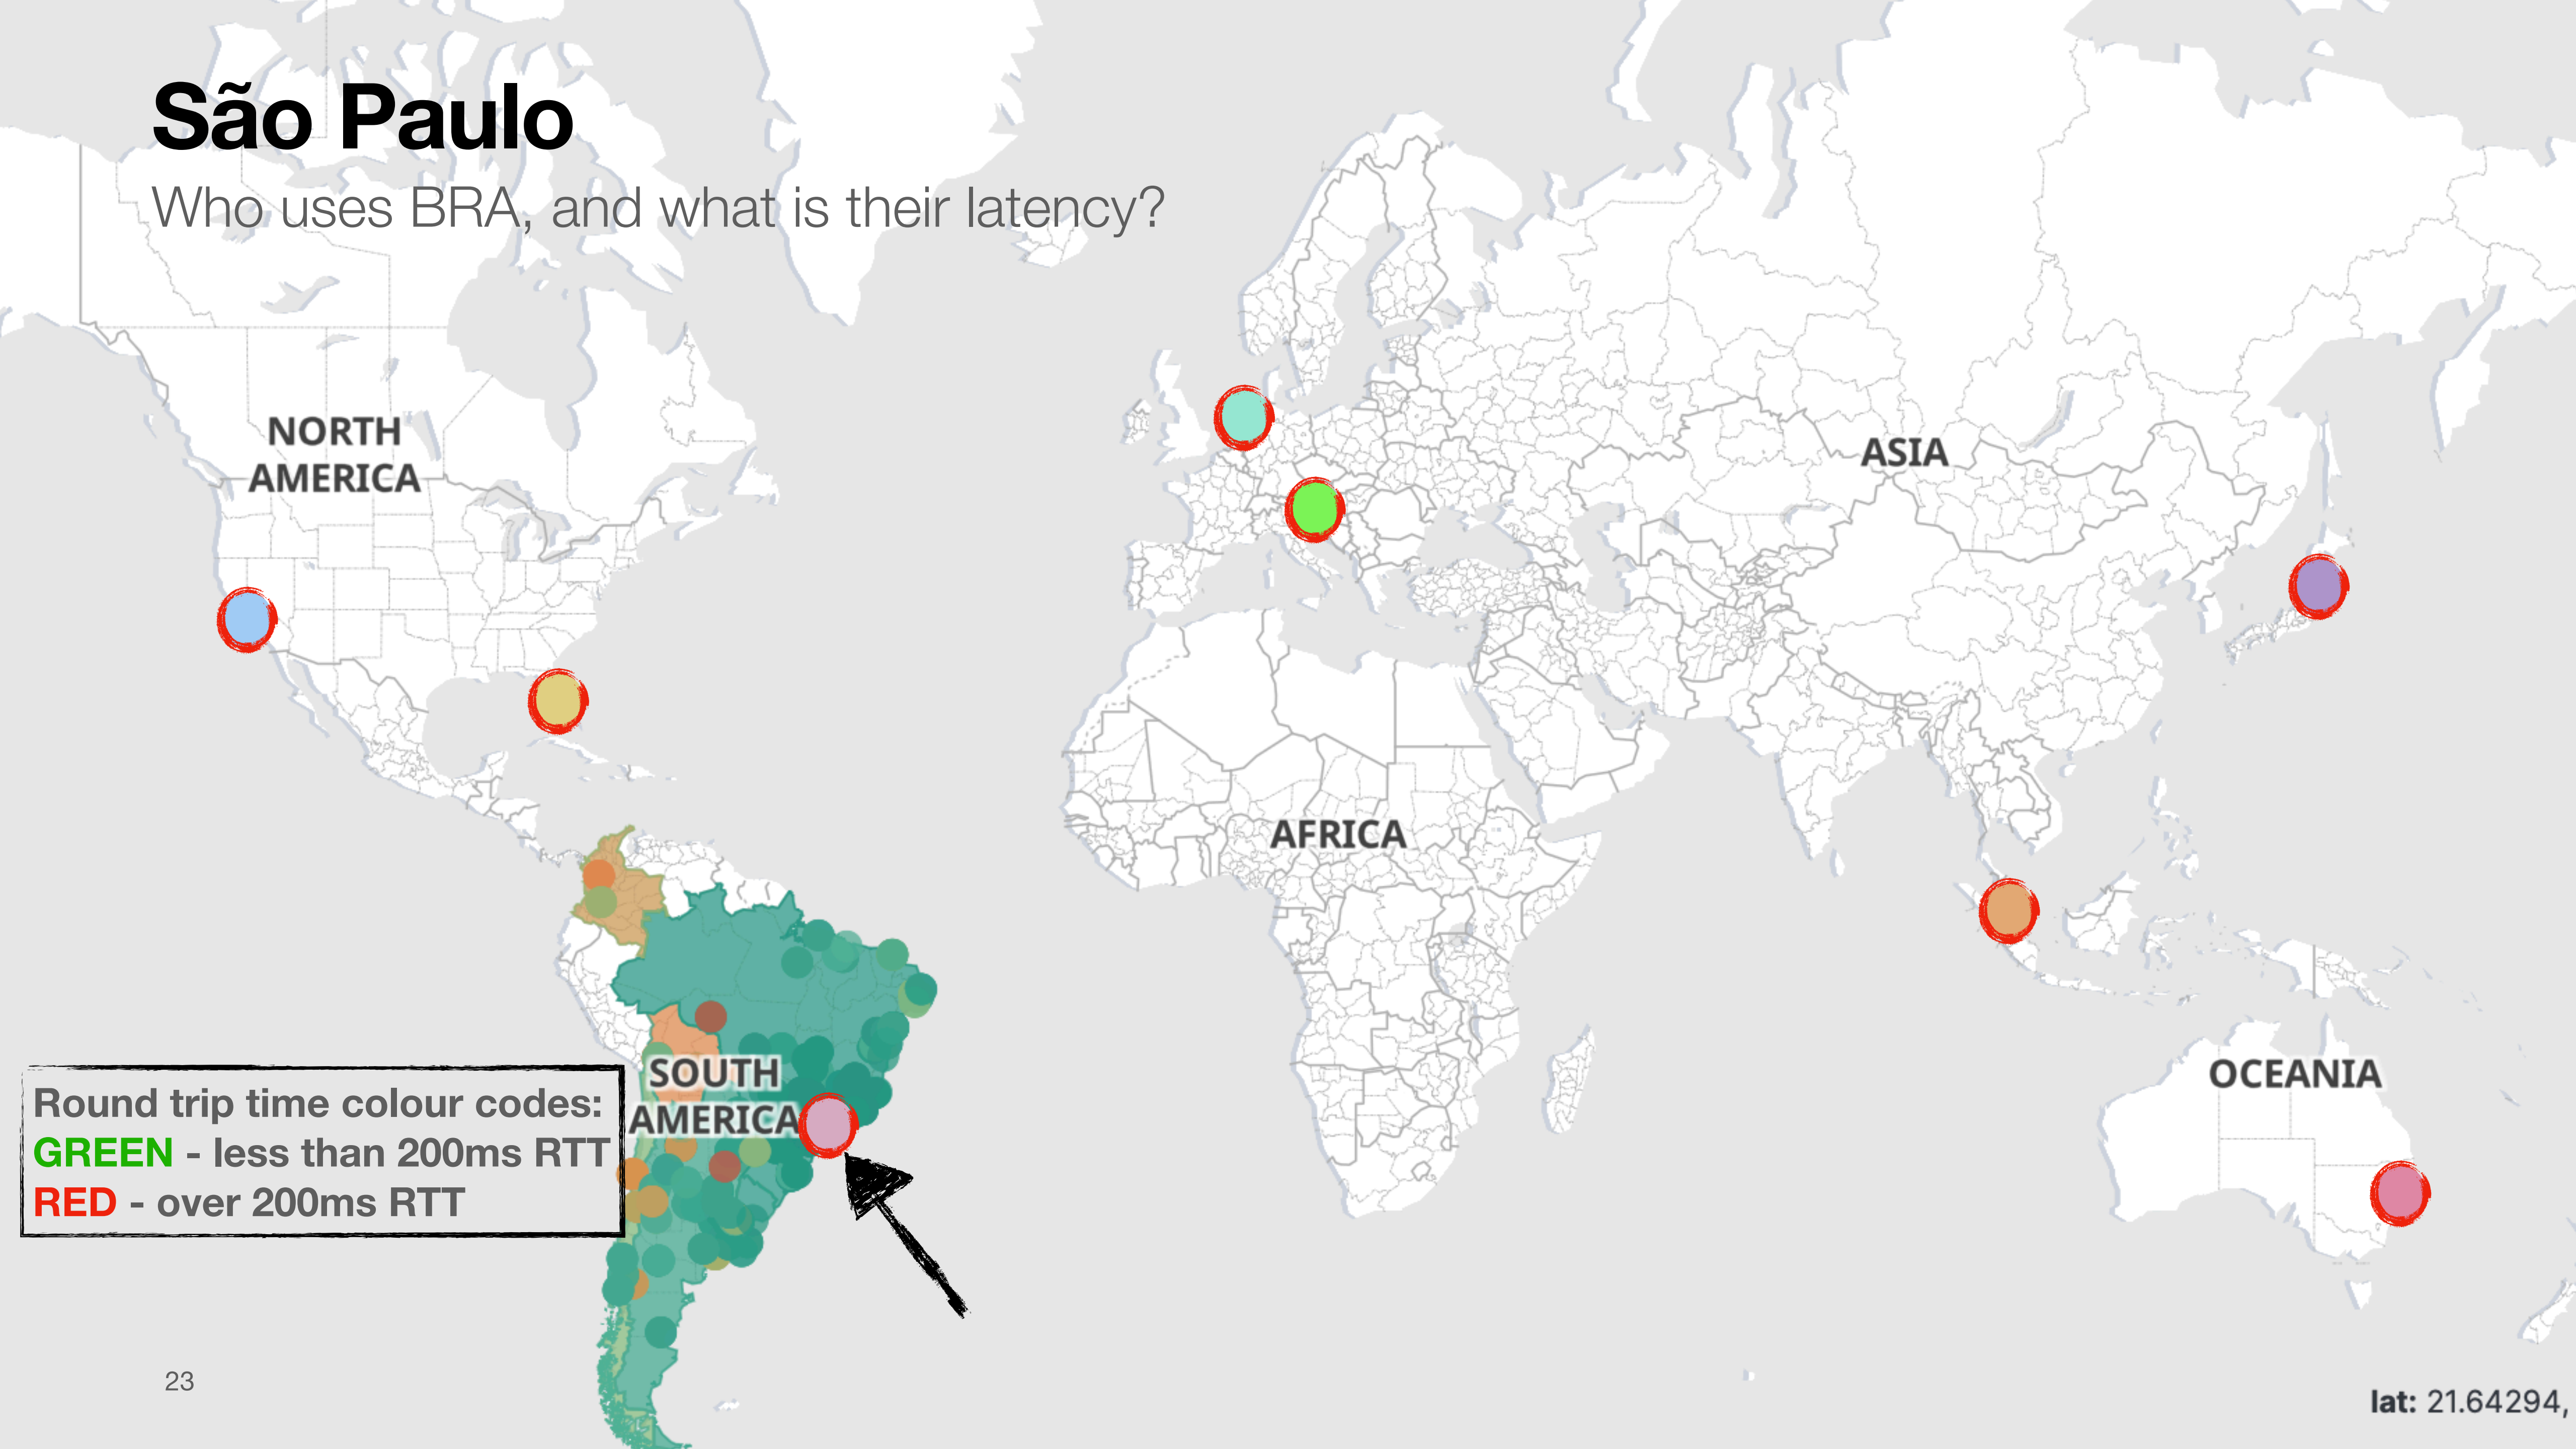 São Paulo
Who uses BRA, and what is their latency?
NORTH
AMERICA
ASIA
AFRICA
SOUTH
AMERICA
OCEANIA
Round trip time colour codes:
GREEN - less than 200ms RTT
RED - over 200ms RTT
23
lat: 21.64294,